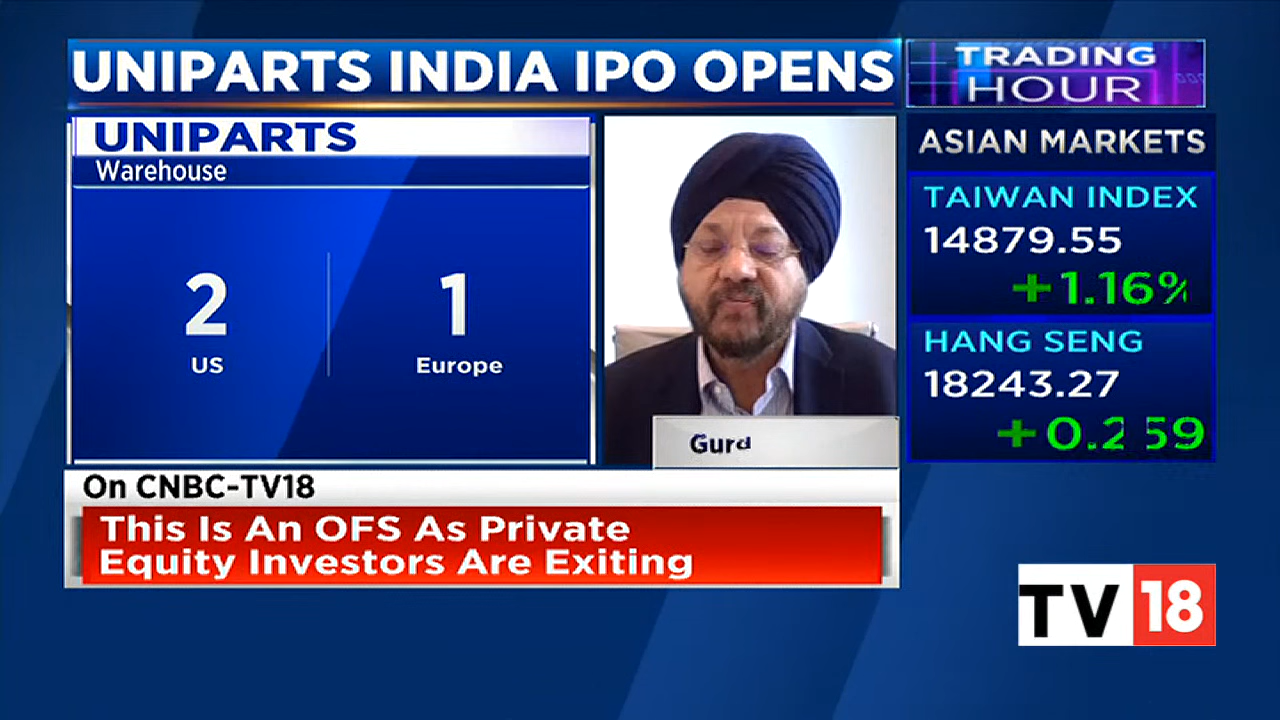 UNIPARTS INDIA IPO OPENS
TRADING
HOUR
UNIPARTS
Warehouse
2
US
1
Europe
Gurd
ASIAN MARKETS
TAIWAN INDEX
14879.55
+1.16%
HANG SENG
18243.27
On CNBC-TV18
This Is An OFS As Private
Equity Investors Are Exiting
TV18